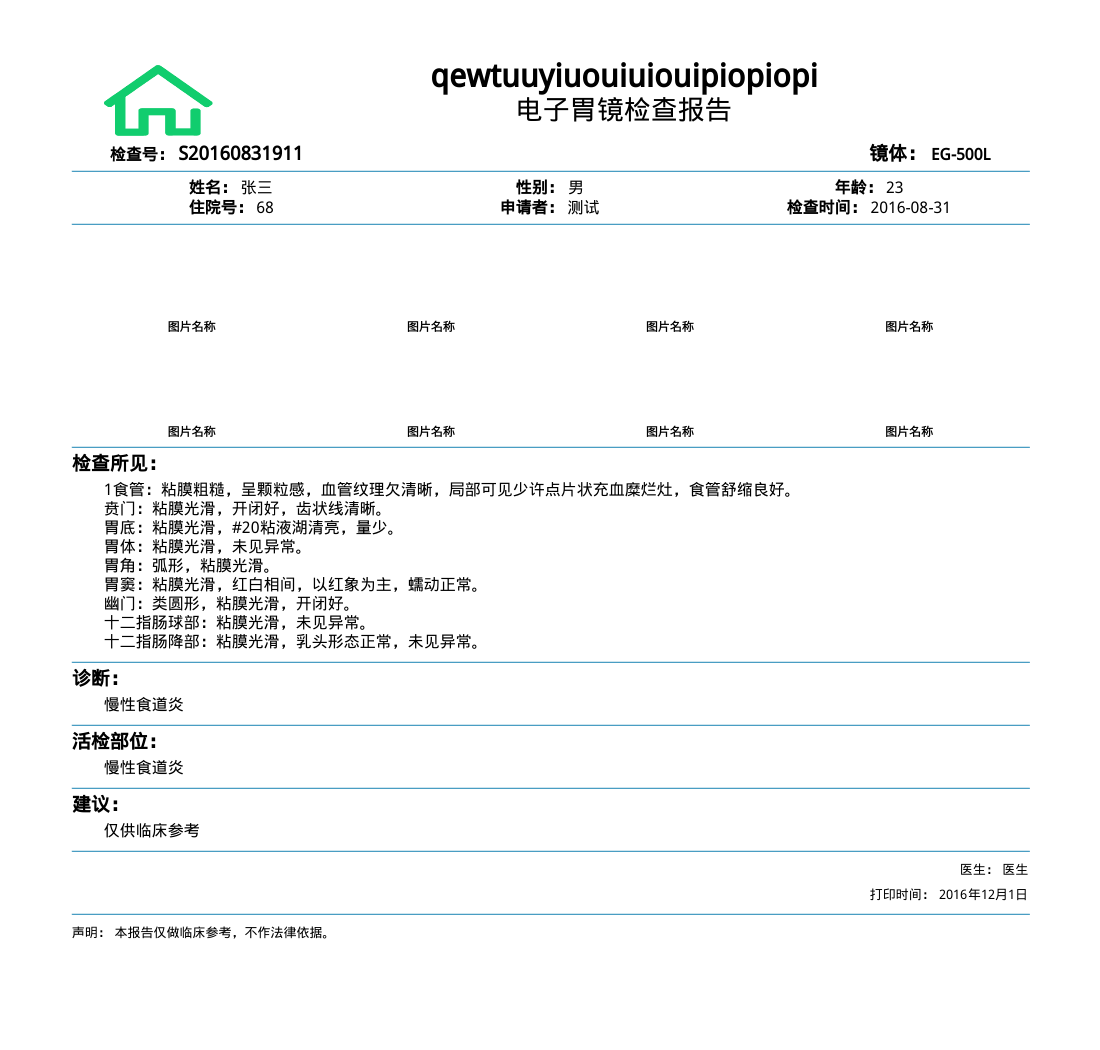 qewtuuyiuouiuiouipiopiopi
电子胃镜检查报告
检查号： S20160831911 镜体： EG-500L
姓名： 张三 性别： 男 年龄： 23
住院号： 68 申请者： 测试 检查时间： 2016-08-31
图片名称 图片名称 图片名称 图片名称
图片名称 图片名称 图片名称 图片名称
检查所见：
1食管：粘膜粗糙，呈颗粒感，血管纹理欠清晰，局部可见少许点片状充血糜烂灶，食管舒缩良好。
贲门：粘膜光滑，开闭好，齿状线清晰。
胃底：粘膜光滑，#20粘液湖清亮，量少。
胃体：粘膜光滑，未见异常。
胃角：弧形，粘膜光滑。
胃窦：粘膜光滑，红白相间，以红象为主，蠕动正常。
幽门：类圆形，粘膜光滑，开闭好。
十二指肠球部：粘膜光滑，未见异常。
十二指肠降部：粘膜光滑，乳头形态正常，未见异常。
诊断：
慢性食道炎
活检部位：
慢性食道炎
建议：
仅供临床参考
医生： 医生
打印时间： 2016年12月1日
声明： 本报告仅做临床参考，不作法律依据。